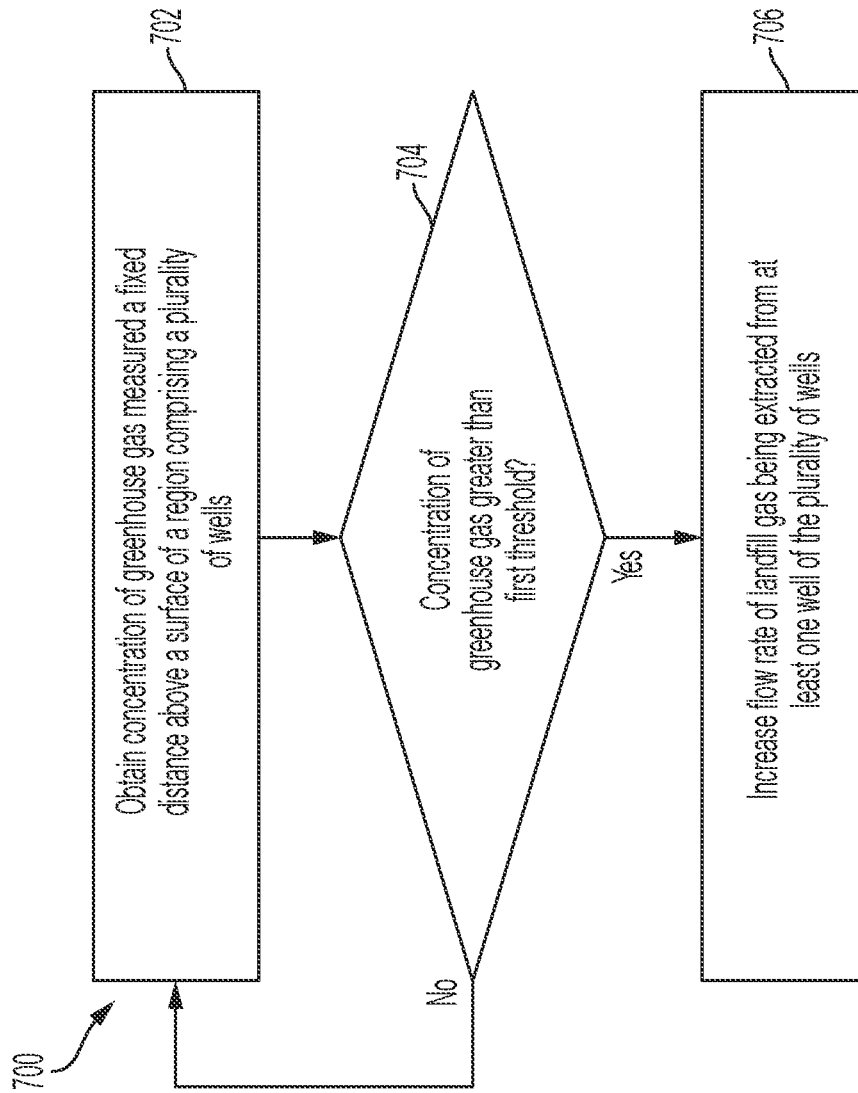 700
Obtain concentration of greenhouse gas measured a fixed
distance above a surface of a region comprising a plurality
of wells
702
Concentration of
greenhouse gas greater than
first threshold?
704
No
Yes
Increase flow rate of landfill gas being extracted from at
least one well of the plurality of wells
706